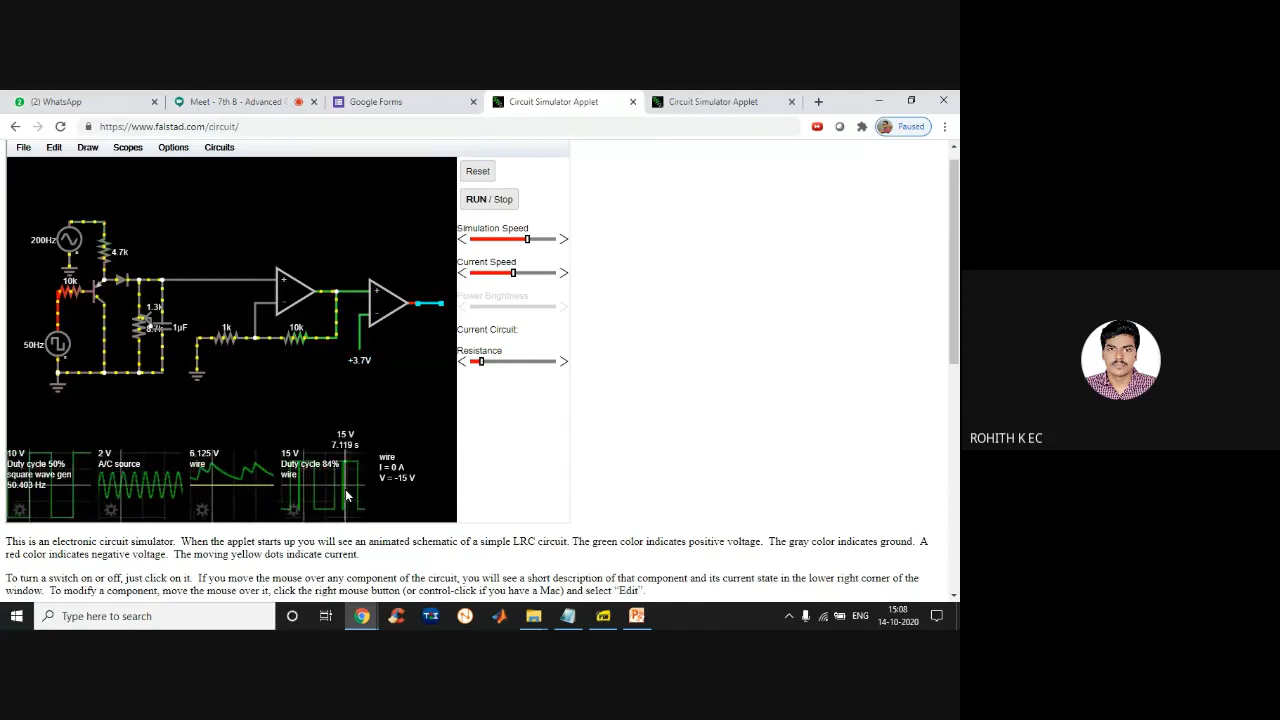 (2) WhatsApp
Meet - 7th B - Advanced
Google Forms
Circuit Simulator Applet
Circuit Simulator Applet
https://www.falstad.com/circuit/
Paused
File Edit Draw Scopes Options Circuits
Reset
RUN / Stop
Simulation Speed
Current Speed
Power Brightness
Current Circuit:
Resistance
200Hz
4.7k
10k
1.3k
1μF
50Hz
1k
10k
+3.7V
15 V
7.119 s
10 V
Duty cycle 50%
square wave gen
50.403 Hz
2 V
A/C source
6.125 V
wire
15 V
Duty cycle 84%
wire
wire
I = 0 A
V = -15 V
This is an electronic circuit simulator. When the applet starts up you will see an animated schematic of a simple LRC circuit. The green color indicates positive voltage. The gray color indicates ground. A
red color indicates negative voltage. The moving yellow dots indicate current.
To turn a switch on or off, just click on it. If you move the mouse over any component of the circuit, you will see a short description of that component and its current state in the lower right corner of the
window. To modify a component, move the mouse over it, click the right mouse button (or control-click if you have a Mac) and select “Edit”.
Type here to search
ENG
15:08
14-10-2020
ROHITH K EC